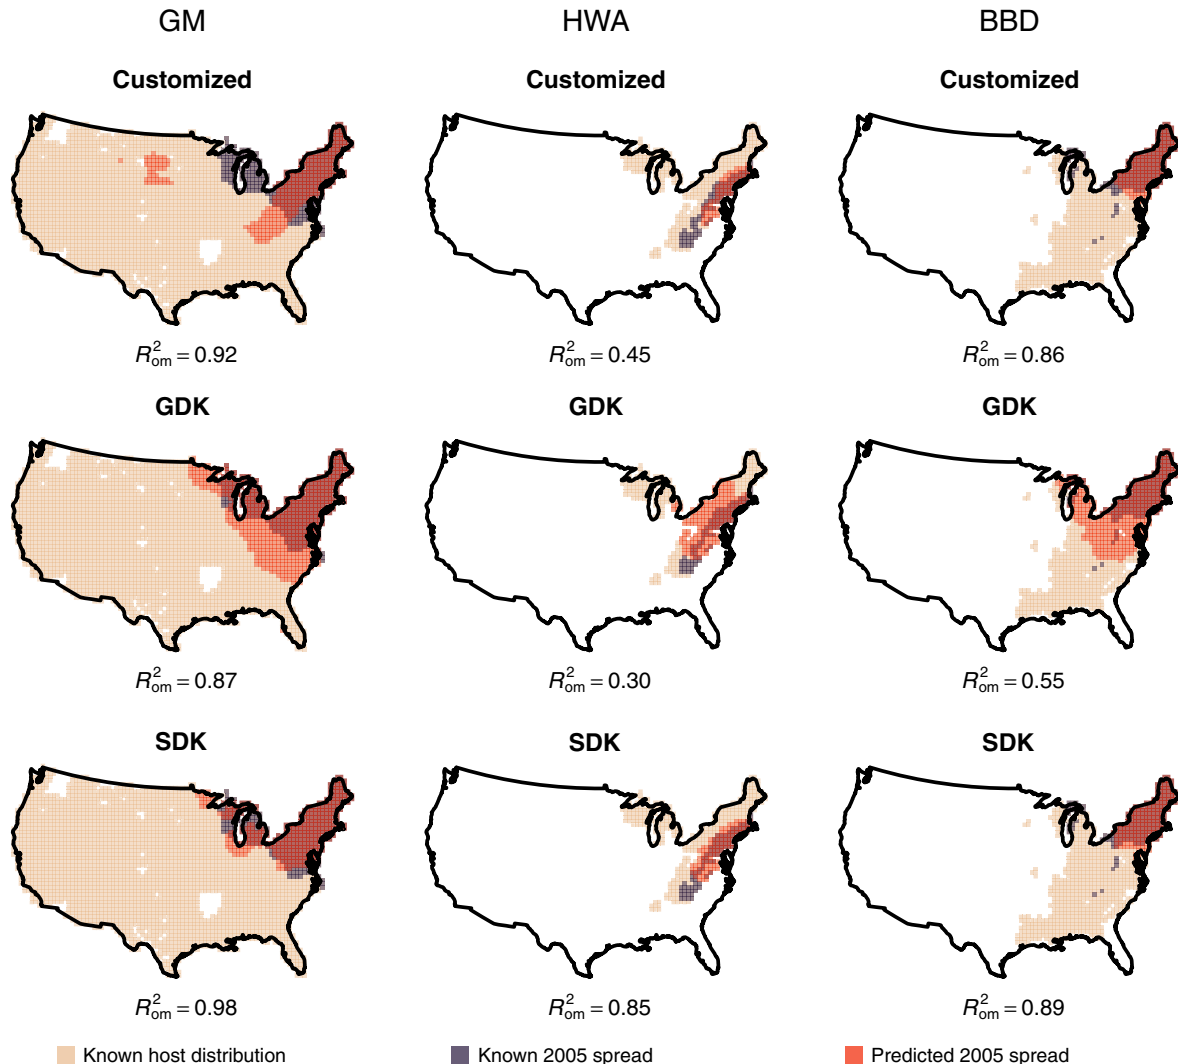 GM HWA BBD
Customized Customized Customized
R²om = 0.92 R²om = 0.45 R²om = 0.86
GDK GDK GDK
R²om = 0.87 R²om = 0.30 R²om = 0.55
SDK SDK SDK
R²om = 0.98 R²om = 0.85 R²om = 0.89
Known host distribution Known 2005 spread Predicted 2005 spread